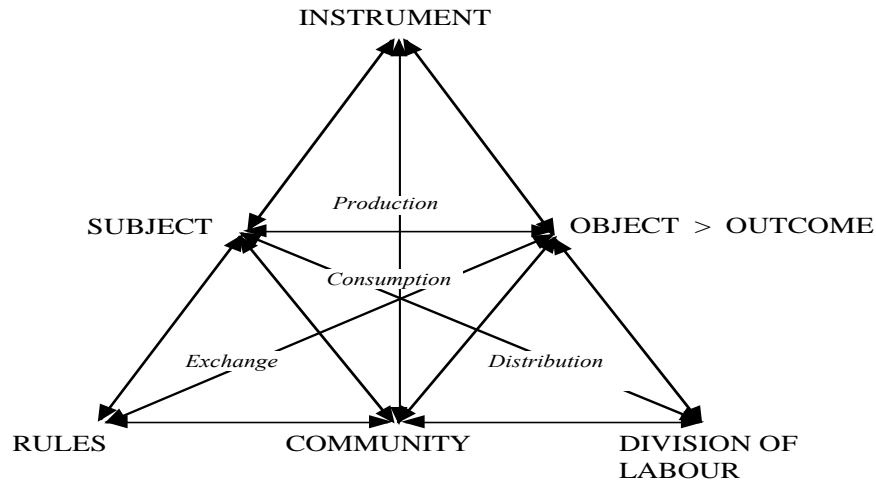 INSTRUMENT
Production
SUBJECT
OBJECT > OUTCOME
Consumption
Exchange
Distribution
RULES
COMMUNITY
DIVISION OF
LABOUR